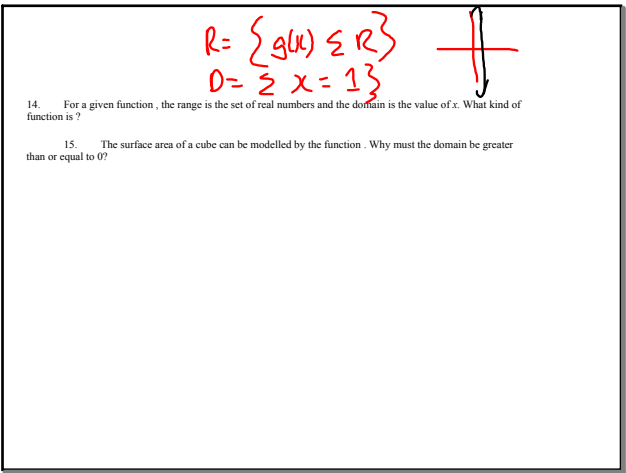 R= {g(x) ∑ R}
D= ∑ x = 1}
14. For a given function , the range is the set of real numbers and the domain is the value of x. What kind of
function is ?
15. The surface area of a cube can be modelled by the function . Why must the domain be greater
than or equal to 0?